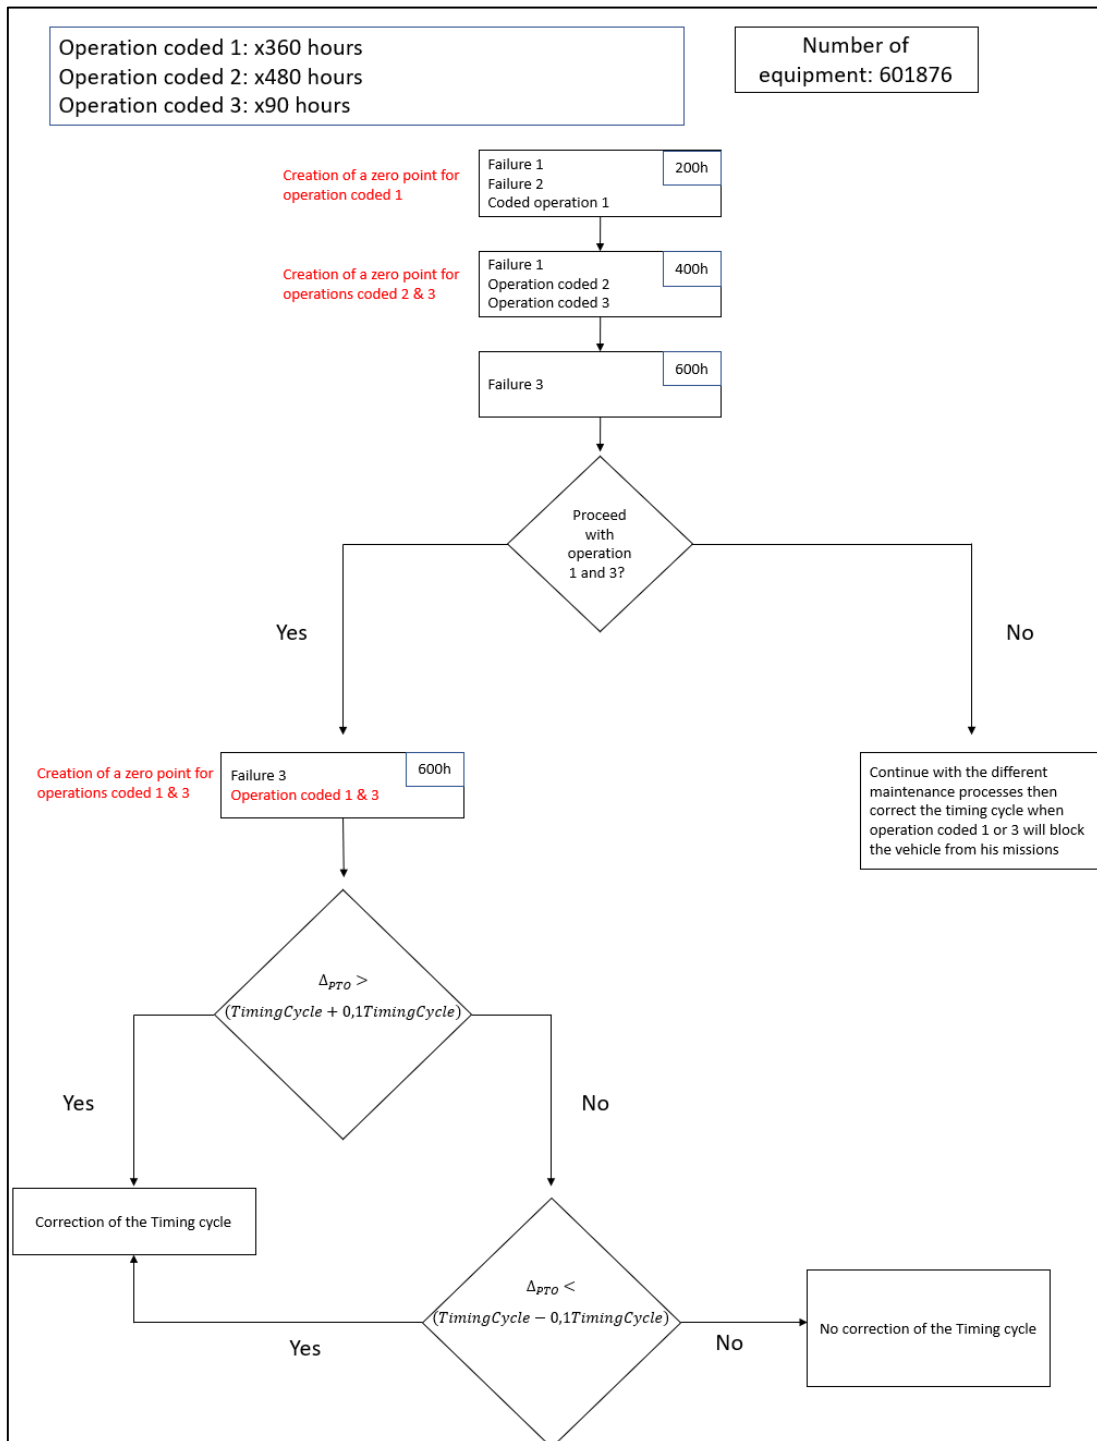 Operation coded 1: x360 hours
Operation coded 2: x480 hours
Operation coded 3: x90 hours
Number of
equipment: 601876
Creation of a zero point for
operation coded 1
Failure 1
Failure 2
Coded operation 1
200h
Creation of a zero point for
operations coded 2 & 3
Failure 1
Operation coded 2
Operation coded 3
400h
Failure 3
600h
Proceed
with
operation
1 and 3?
Yes
No
Creation of a zero point for
operations coded 1 & 3
Failure 3
Operation coded 1 & 3
600h
Continue with the different
maintenance processes then
correct the timing cycle when
operation coded 1 or 3 will block
the vehicle from his missions
Δ_PTO >
(TimingCycle + 0,1TimingCycle)
Yes
No
Correction of the Timing cycle
Δ_PTO <
(TimingCycle − 0,1TimingCycle)
Yes
No
No correction of the Timing cycle